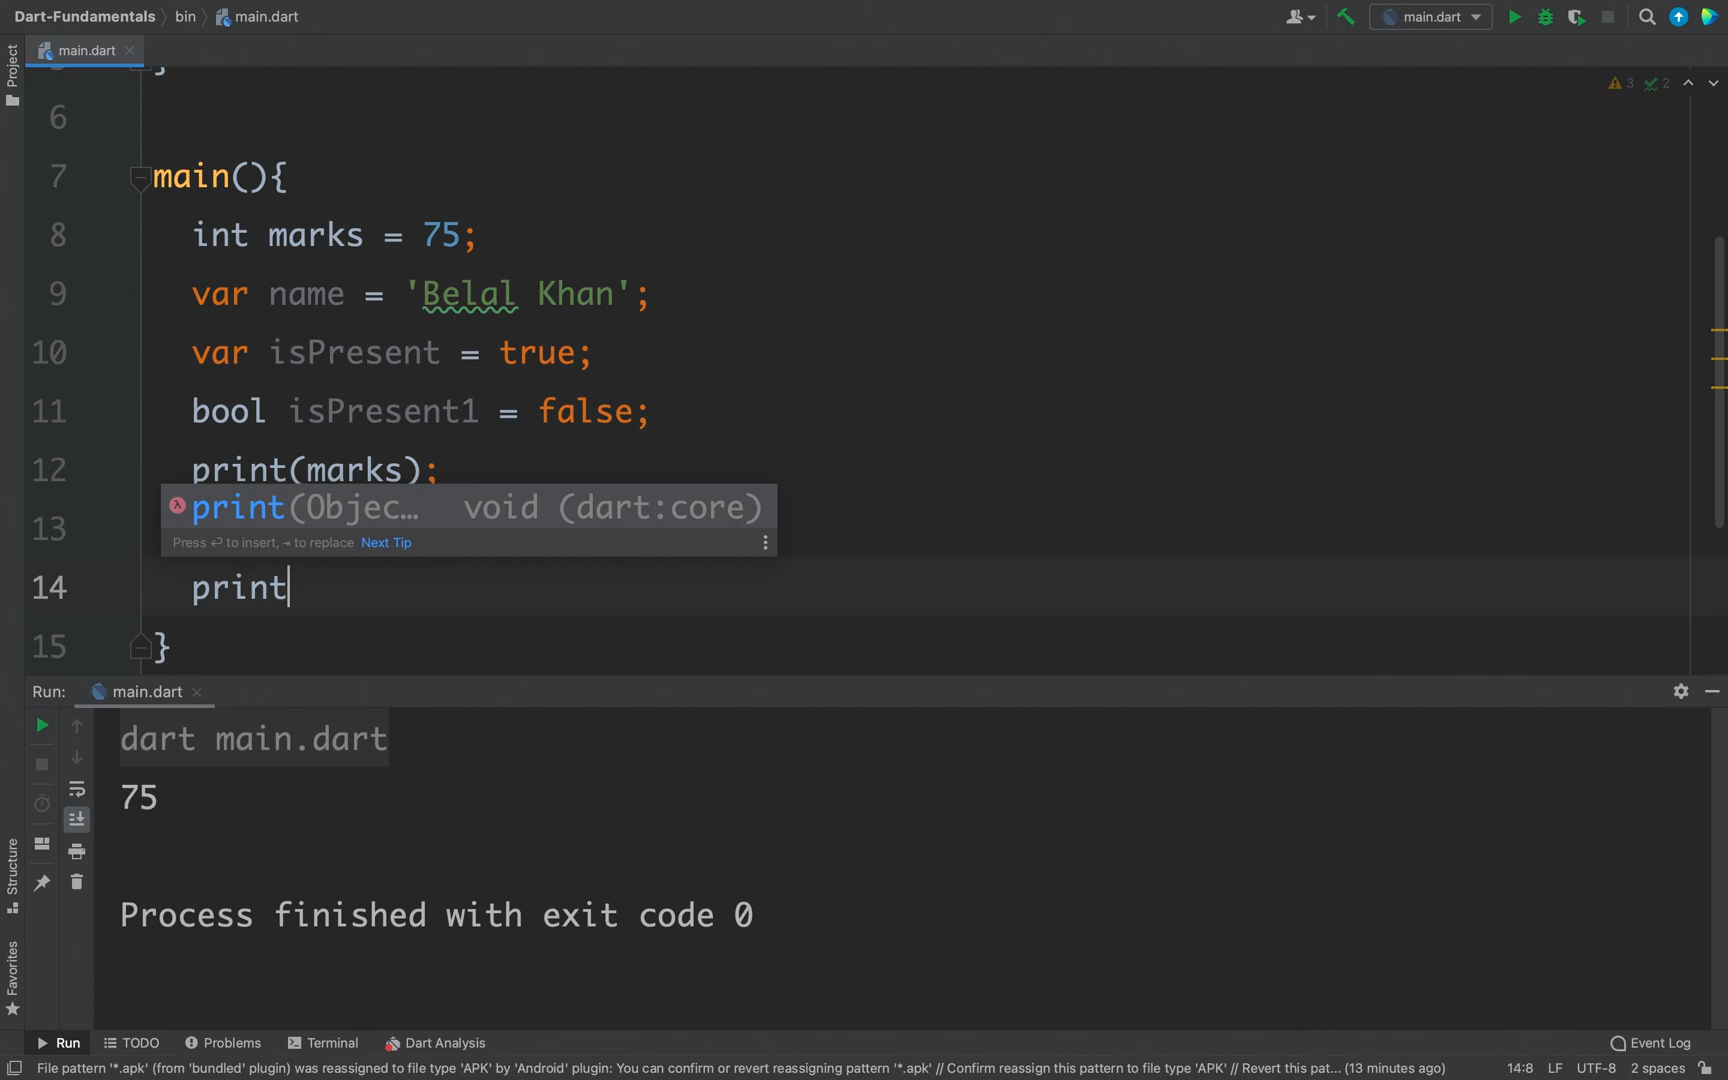 Dart-Fundamentals bin main.dart
main.dart
main.dart
Project
3 2
6
7 main(){
8 int marks = 75;
9 var name = 'Belal Khan';
10 var isPresent = true;
11 bool isPresent1 = false;
12 print(marks);
print(Objec… void (dart:core)
13
Press ⏎ to insert, ⇥ to replace Next Tip
14 print
15 }
Run: main.dart
dart main.dart
75
Process finished with exit code 0
Structure
Favorites
Run TODO Problems Terminal Dart Analysis Event Log
File pattern '*.apk' (from 'bundled' plugin) was reassigned to file type 'APK' by 'Android' plugin: You can confirm or revert reassigning pattern '*.apk' // Confirm reassign this pattern to file type 'APK' // Revert this pat... (13 minutes ago) 14:8 LF UTF-8 2 spaces